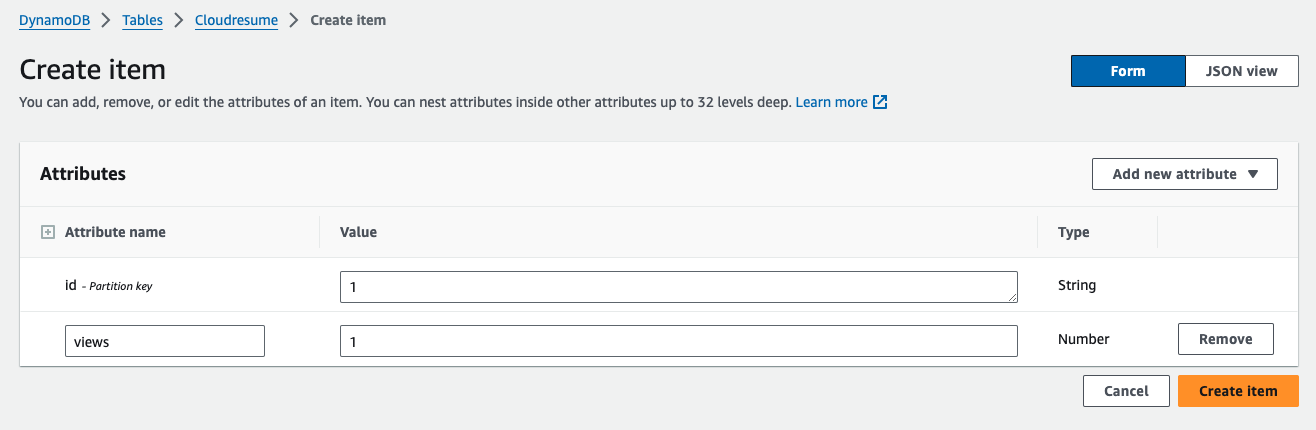 DynamoDB > Tables > Cloudresume > Create item
Create item
Form JSON view
You can add, remove, or edit the attributes of an item. You can nest attributes inside other attributes up to 32 levels deep. Learn more
Attributes
Add new attribute
Attribute name Value Type
id - Partition key 1 String
views 1 Number Remove
Cancel Create item